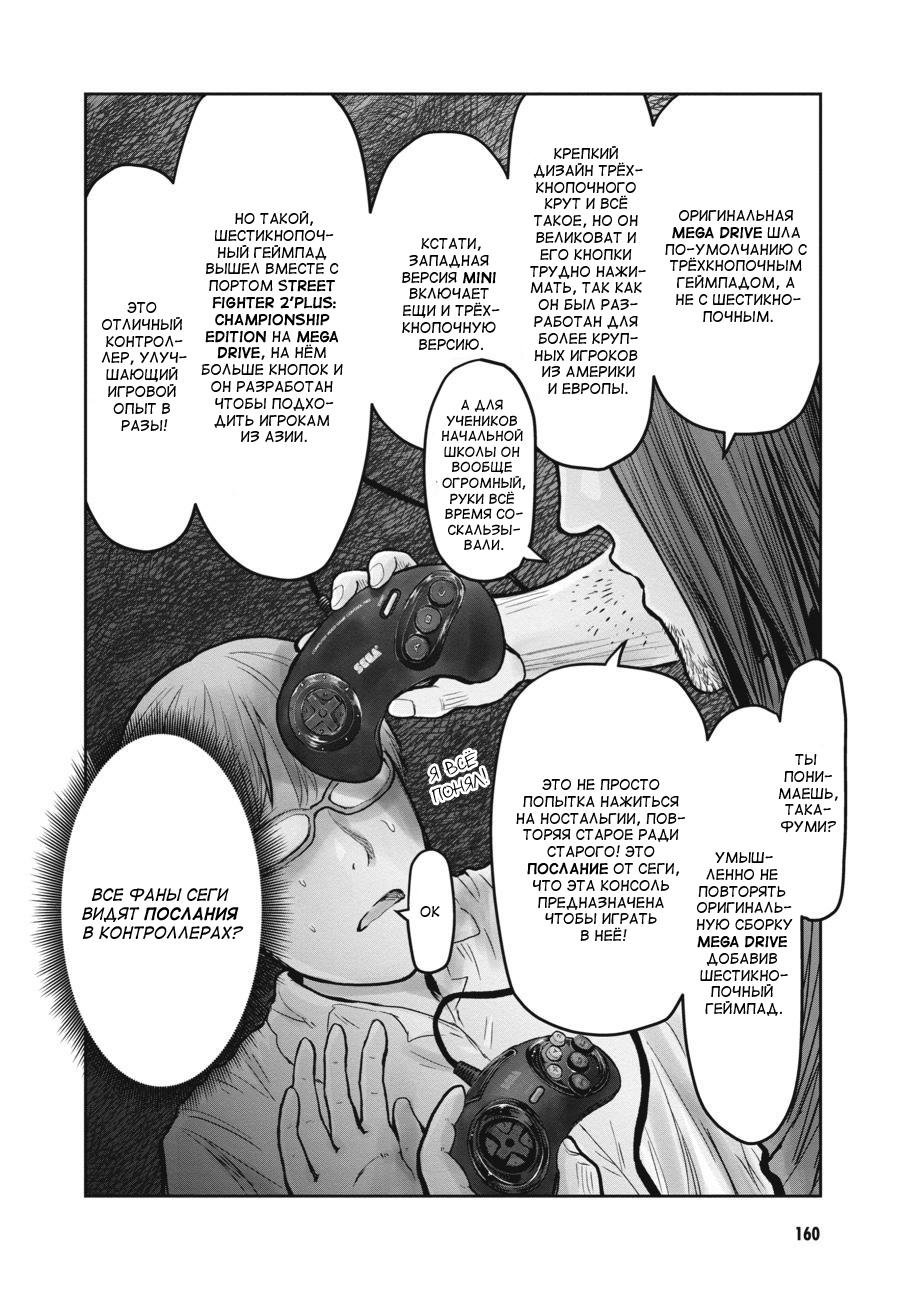 ОРИГИНАЛЬНАЯ
MEGA DRIVE ШЛА
ПО-УМОЛЧАНИЮ С
ТРЁХКНОПОЧНЫМ
ГЕЙМПАДОМ, А
НЕ С ШЕСТИКНО-
ПОЧНЫМ.
КРЕПКИЙ
ДИЗАЙН ТРЁХ-
КНОПОЧНОГО
КРУТ И ВСЁ
ТАКОЕ, НО ОН
ВЕЛИКОВАТ И
ЕГО КНОПКИ
ТРУДНО НАЖИ-
МАТЬ, ТАК КАК
ОН БЫЛ РАЗ-
РАБОТАН ДЛЯ
БОЛЕЕ КРУП-
НЫХ ИГРОКОВ
ИЗ АМЕРИКИ
И ЕВРОПЫ.
КСТАТИ,
ЗАПАДНАЯ
ВЕРСИЯ MINI
ВКЛЮЧАЕТ
ЕЩИ И ТРЁХ-
КНОПОЧНУЮ
ВЕРСИЮ.
А ДЛЯ
УЧЕНИКОВ
НАЧАЛЬНОЙ
ШКОЛЫ ОН
ВООБЩЕ
ОГРОМНЫЙ,
РУКИ ВСЁ
ВРЕМЯ СО-
СКАЛЬЗЫ-
ВАЛИ.
НО ТАКОЙ,
ШЕСТИКНОПОЧ-
НЫЙ ГЕЙМПАД
ВЫШЕЛ ВМЕСТЕ С
ПОРТОМ STREET
FIGHTER 2'PLUS:
CHAMPIONSHIP
EDITION НА MEGA
DRIVE, НА НЁМ
БОЛЬШЕ КНОПОК И
ОН РАЗРАБОТАН
ЧТОБЫ ПОДХО-
ДИТЬ ИГРОКАМ
ИЗ АЗИИ.
ЭТО
ОТЛИЧНЫЙ
КОНТРОЛ-
ЛЕР, УЛУЧ-
ШАЮЩИЙ
ИГРОВОЙ
ОПЫТ В
РАЗЫ!
SEGA
C
B
A
ТЫ
ПОНИ-
МАЕШЬ,
ТАКА-
ФУМИ?
УМЫШ-
ЛЕННО НЕ
ПОВТОРЯТЬ
ОРИГИНАЛЬ-
НУЮ СБОРКУ
MEGA DRIVE
ДОБАВИВ
ШЕСТИКНО-
ПОЧНЫЙ
ГЕЙМПАД.
ЭТО НЕ ПРОСТО
ПОПЫТКА НАЖИТЬСЯ
НА НОСТАЛЬГИИ, ПОВ-
ТОРЯЯ СТАРОЕ РАДИ
СТАРОГО! ЭТО
ПОСЛАНИЕ ОТ СЕГИ,
ЧТО ЭТА КОНСОЛЬ
ПРЕДНАЗНАЧЕНА
ЧТОБЫ ИГРАТЬ
В НЕЁ!
Я ВСЁ
ПОНЯЛ!
ОК
ВСЕ ФАНЫ СЕГИ
ВИДЯТ ПОСЛАНИЯ
В КОНТРОЛЛЕРАХ?
SEGA
160